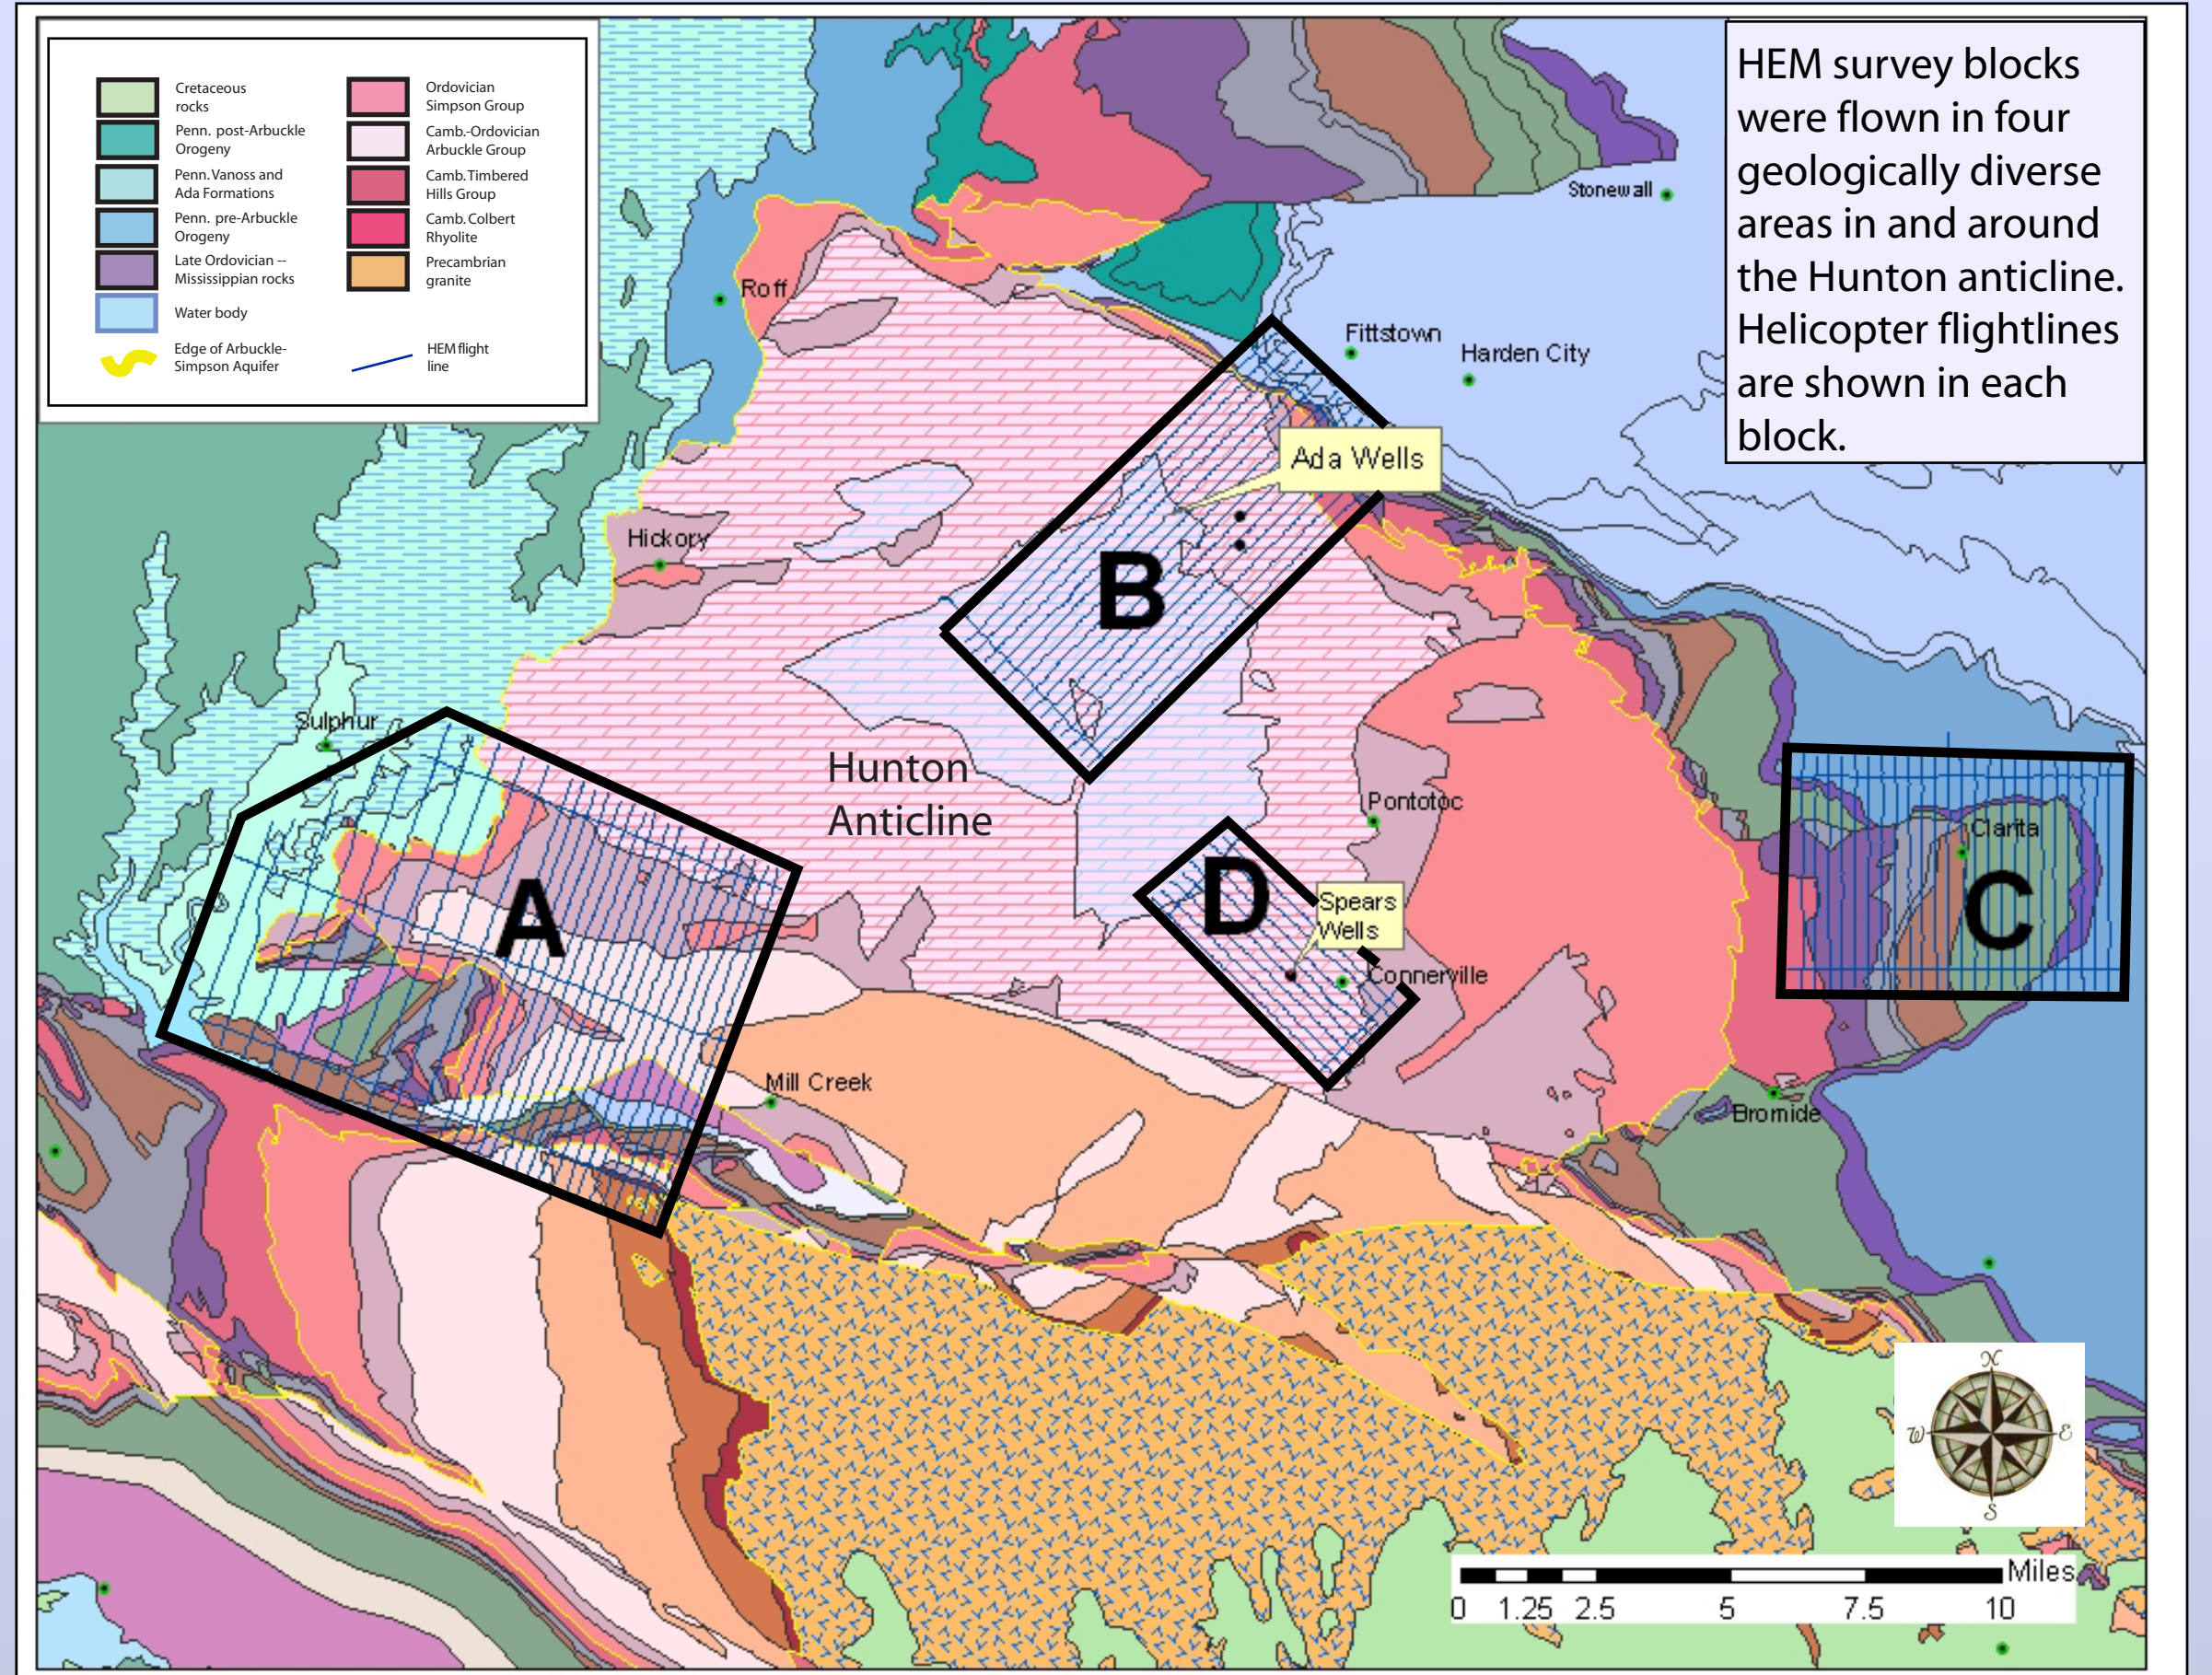 Cretaceous
rocks
Penn. post-Arbuckle
Orogeny
Penn. Vanoss and
Ada Formations
Penn. pre-Arbuckle
Orogeny
Late Ordovician --
Mississippian rocks
Water body
Edge of Arbuckle-
Simpson Aquifer
Ordovician
Simpson Group
Camb.-Ordovician
Arbuckle Group
Camb. Timbered
Hills Group
Camb. Colbert
Rhyolite
Precambrian
granite
HEM flight
line
HEM survey blocks
were flown in four
geologically diverse
areas in and around
the Hunton anticline.
Helicopter flightlines
are shown in each
block.
Stonewall
Roff
Fittstown
Harden City
Ada Wells
Hickory
B
Sulphur
Hunton
Anticline
Pontotoc
Clarita
A
D
C
Spears
Wells
Connerville
Mill Creek
Bromide
N
W
E
S
Miles
0 1.25 2.5 5 7.5 10